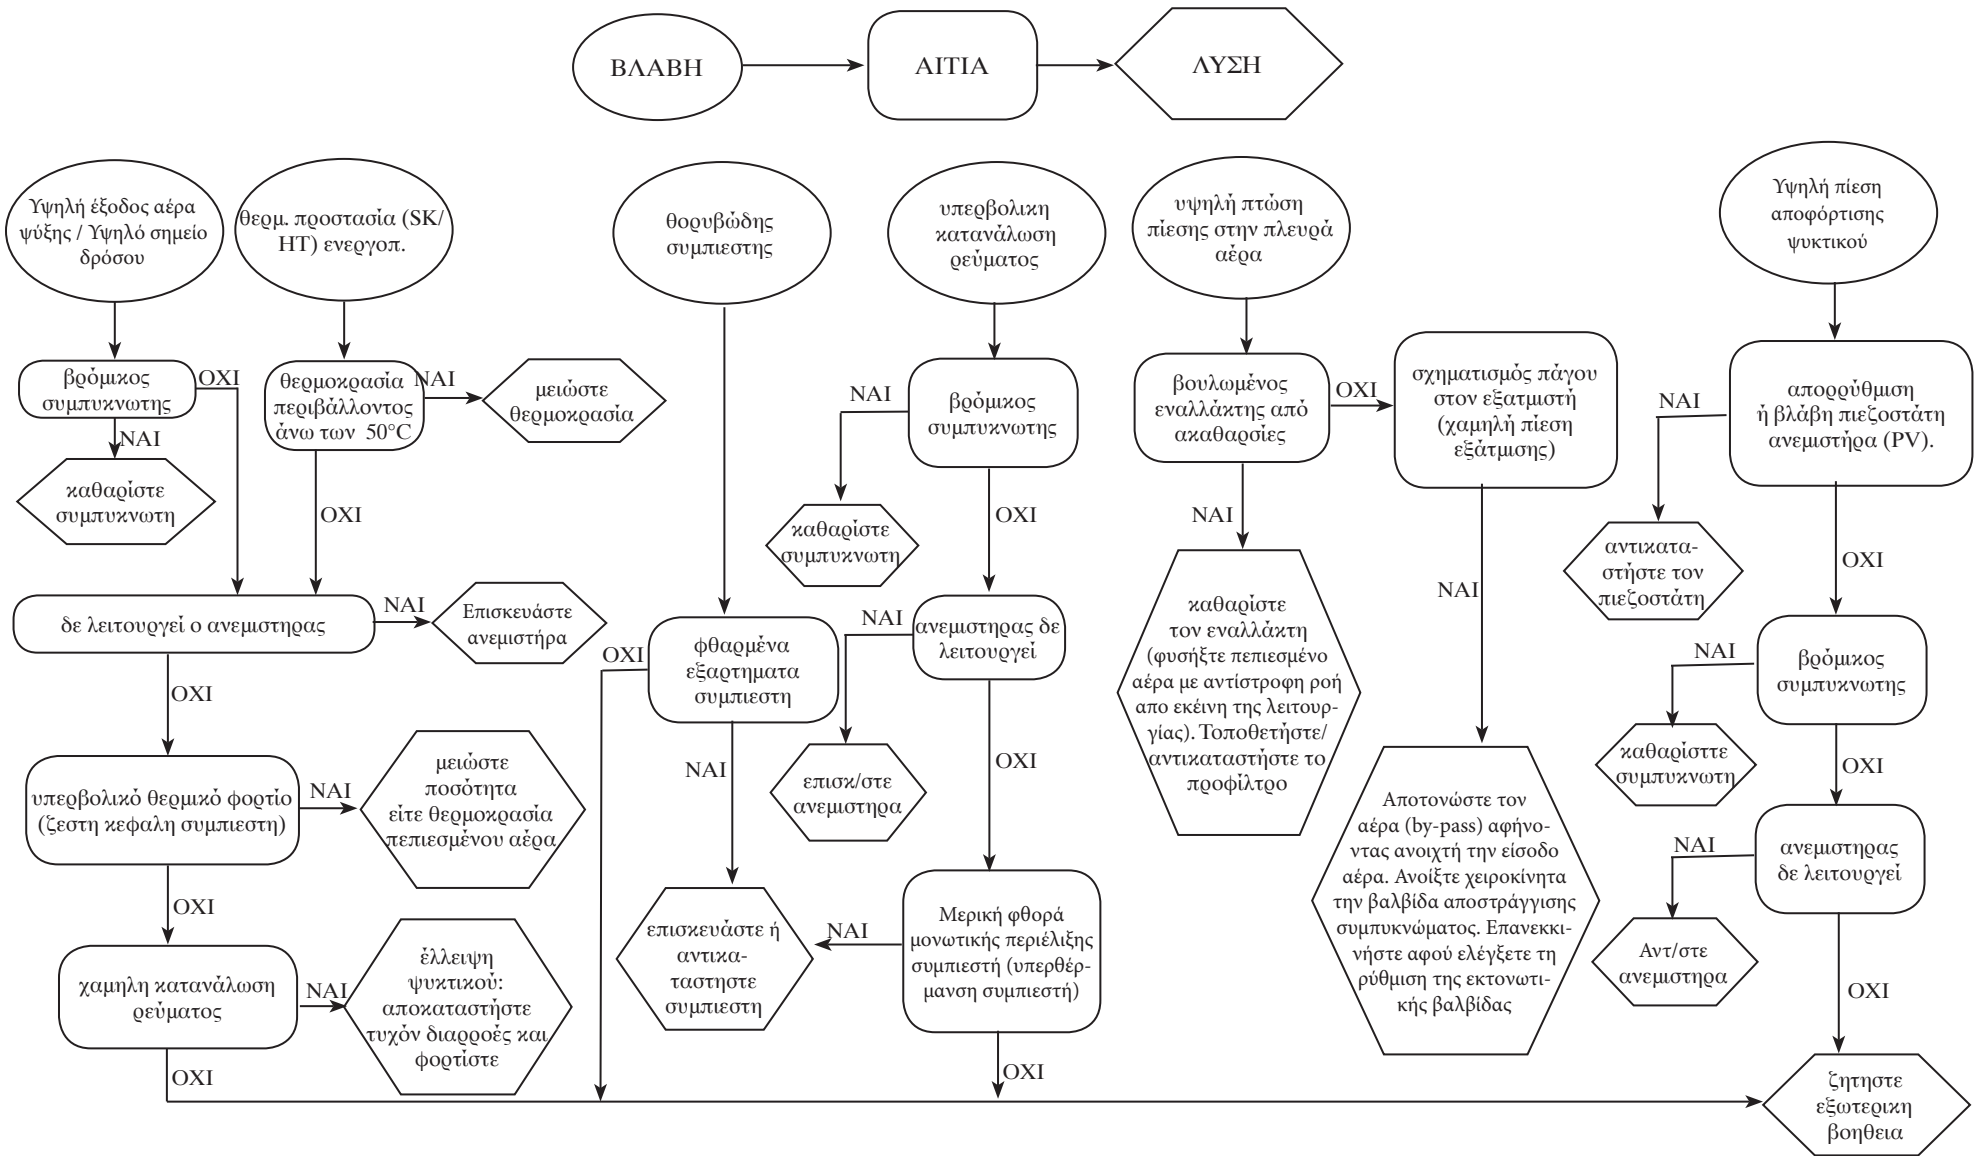 ΒΛΑΒΗ
ΑΙΤΙΑ
ΛΥΣΗ
Υψηλή έξοδος αέρα
ψύξης / Υψηλό σημείο
δρόσου
θερμ. προστασία (SK/
HT) ενεργοπ.
θορυβώδης
συμπιεστης
υπερβολικη
κατανάλωση
ρεύματος
υψηλή πτώση
πίεσης στην πλευρά
αέρα
Υψηλή πίεση
αποφόρτισης
ψυκτικού
βρόμικος
συμπυκνωτης
ΟΧΙ
ΝΑΙ
καθαρίστε
συμπυκνωτη
θερμοκρασία
περιβάλλοντος
άνω των 50°C
ΝΑΙ
μειώστε
θερμοκρασία
ΟΧΙ
δε λειτουργεί ο ανεμιστηρας
ΝΑΙ
Επισκευάστε
ανεμιστήρα
ΟΧΙ
υπερβολικό θερμικό φορτίο
(ζεστη κεφαλη συμπιεστη)
ΝΑΙ
μειώστε
ποσότητα
είτε θερμοκρασία
πεπιεσμένου αέρα
ΟΧΙ
χαμηλη κατανάλωση
ρεύματος
ΝΑΙ
έλλειψη
ψυκτικού:
αποκαταστήστε
τυχόν διαρροές και
φορτίστε
ΟΧΙ
φθαρμένα
εξαρτηματα
συμπιεστη
ΟΧΙ
ΝΑΙ
επισκευάστε ή
αντικα-
ταστηστε
συμπιεστη
βρόμικος
συμπυκνωτης
ΝΑΙ
καθαρίστε
συμπυκνωτη
ΟΧΙ
ανεμιστηρας δε
λειτουργεί
ΝΑΙ
επισκ/στε
ανεμιστηρα
ΟΧΙ
Μερική φθορά
μονωτικής περιέλιξης
συμπιεστή (υπερθέρ-
μανση συμπιεστή)
ΝΑΙ
ΟΧΙ
βουλωμένος
εναλλάκτης από
ακαθαρσίες
ΟΧΙ
ΝΑΙ
καθαρίστε
τον εναλλάκτη
(φυσήξτε πεπιεσμένο
αέρα με αντίστροφη ροή
απο εκέινη της λειτουρ-
γίας). Τοποθετήστε/
αντικαταστήστε το
προφίλτρο
σχηματισμός πάγου
στον εξατμιστή
(χαμηλή πίεση
εξάτμισης)
ΝΑΙ
Αποτονώστε τον
αέρα (by-pass) αφήνο-
ντας ανοιχτή την είσοδο
αέρα. Ανοίξτε χειροκίνητα
την βαλβίδα αποστράγγισης
συμπυκνώματος. Επανεκκι-
νήστε αφού ελέγξετε τη
ρύθμιση της εκτονωτι-
κής βαλβίδας
απορρύθμιση
ή βλάβη πιεζοστάτη
ανεμιστήρα (PV).
ΝΑΙ
αντικατα-
στήστε τον
πιεζοστάτη
ΟΧΙ
βρόμικος
συμπυκνωτης
ΝΑΙ
καθαρίσττε
συμπυκνωτη
ΟΧΙ
ανεμιστηρας
δε λειτουργεί
ΝΑΙ
Αντ/στε
ανεμιστηρα
ΟΧΙ
ζητηστε
εξωτερικη
βοηθεια